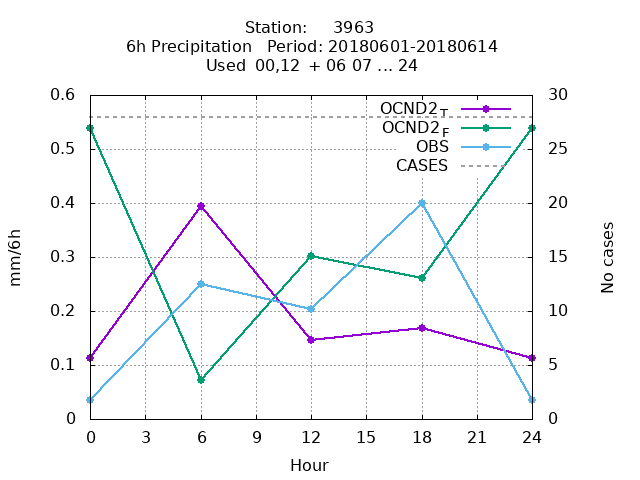 Station: 3963
6h Precipitation Period: 20180601-20180614
Used 00,12 + 06 07 ... 24
0.6 30
OCND2T
OCND2F
0.5 25
OBS
CASES
0.4 20
0.3 15
mm/6h No cases
0.2 10
0.1 5
0 0
0 3 6 9 12 15 18 21 24
Hour